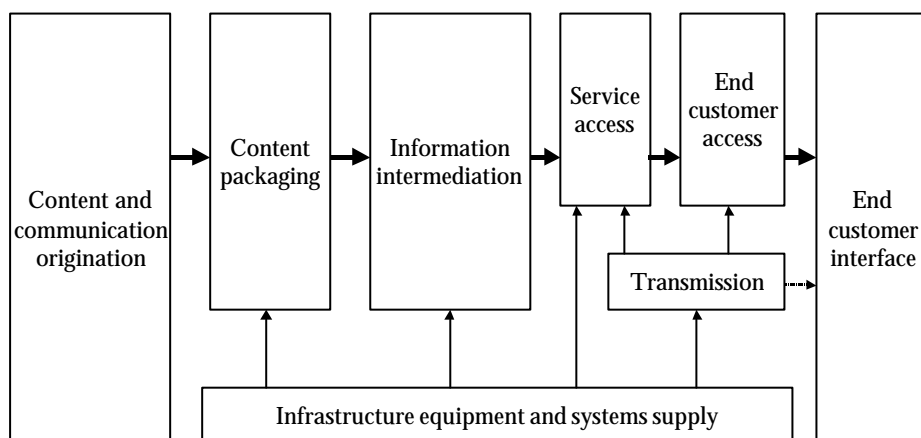 Content and
communication
origination
Content
packaging
Information
intermediation
Service
access
End
customer
access
Transmission
End
customer
interface
Infrastructure equipment and systems supply